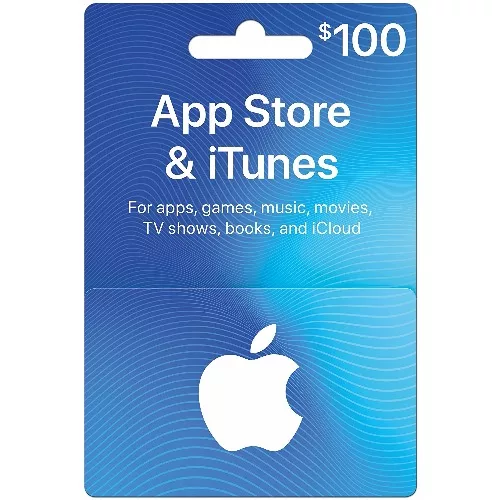 $100
App Store
& iTunes
For apps, games, music, movies,
TV shows, books, and iCloud